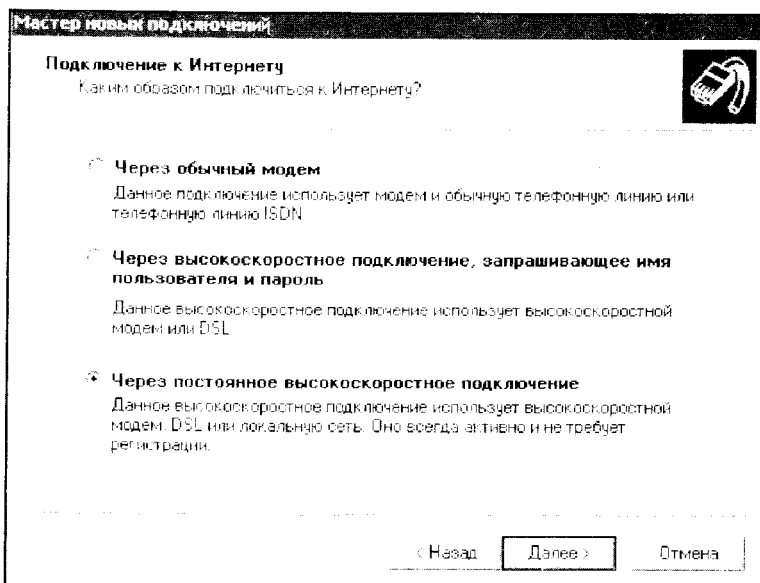 Мастер новых подключений
Подключение к Интернету
Каким образом подключиться к Интернету?
Через обычный модем
Данное подключение использует модем и обычную телефонную линию или
телефонную линию ISDN
Через высокоскоростное подключение, запрашивающее имя
пользователя и пароль
Данное высокоскоростное подключение использует высокоскоростной
модем или DSL
Через постоянное высокоскоростное подключение
Данное высокоскоростное подключение использует высокоскоростной
модем, DSL или локальную сеть. Оно всегда активно и не требует
регистрации.
< Назад
Далее >
Отмена